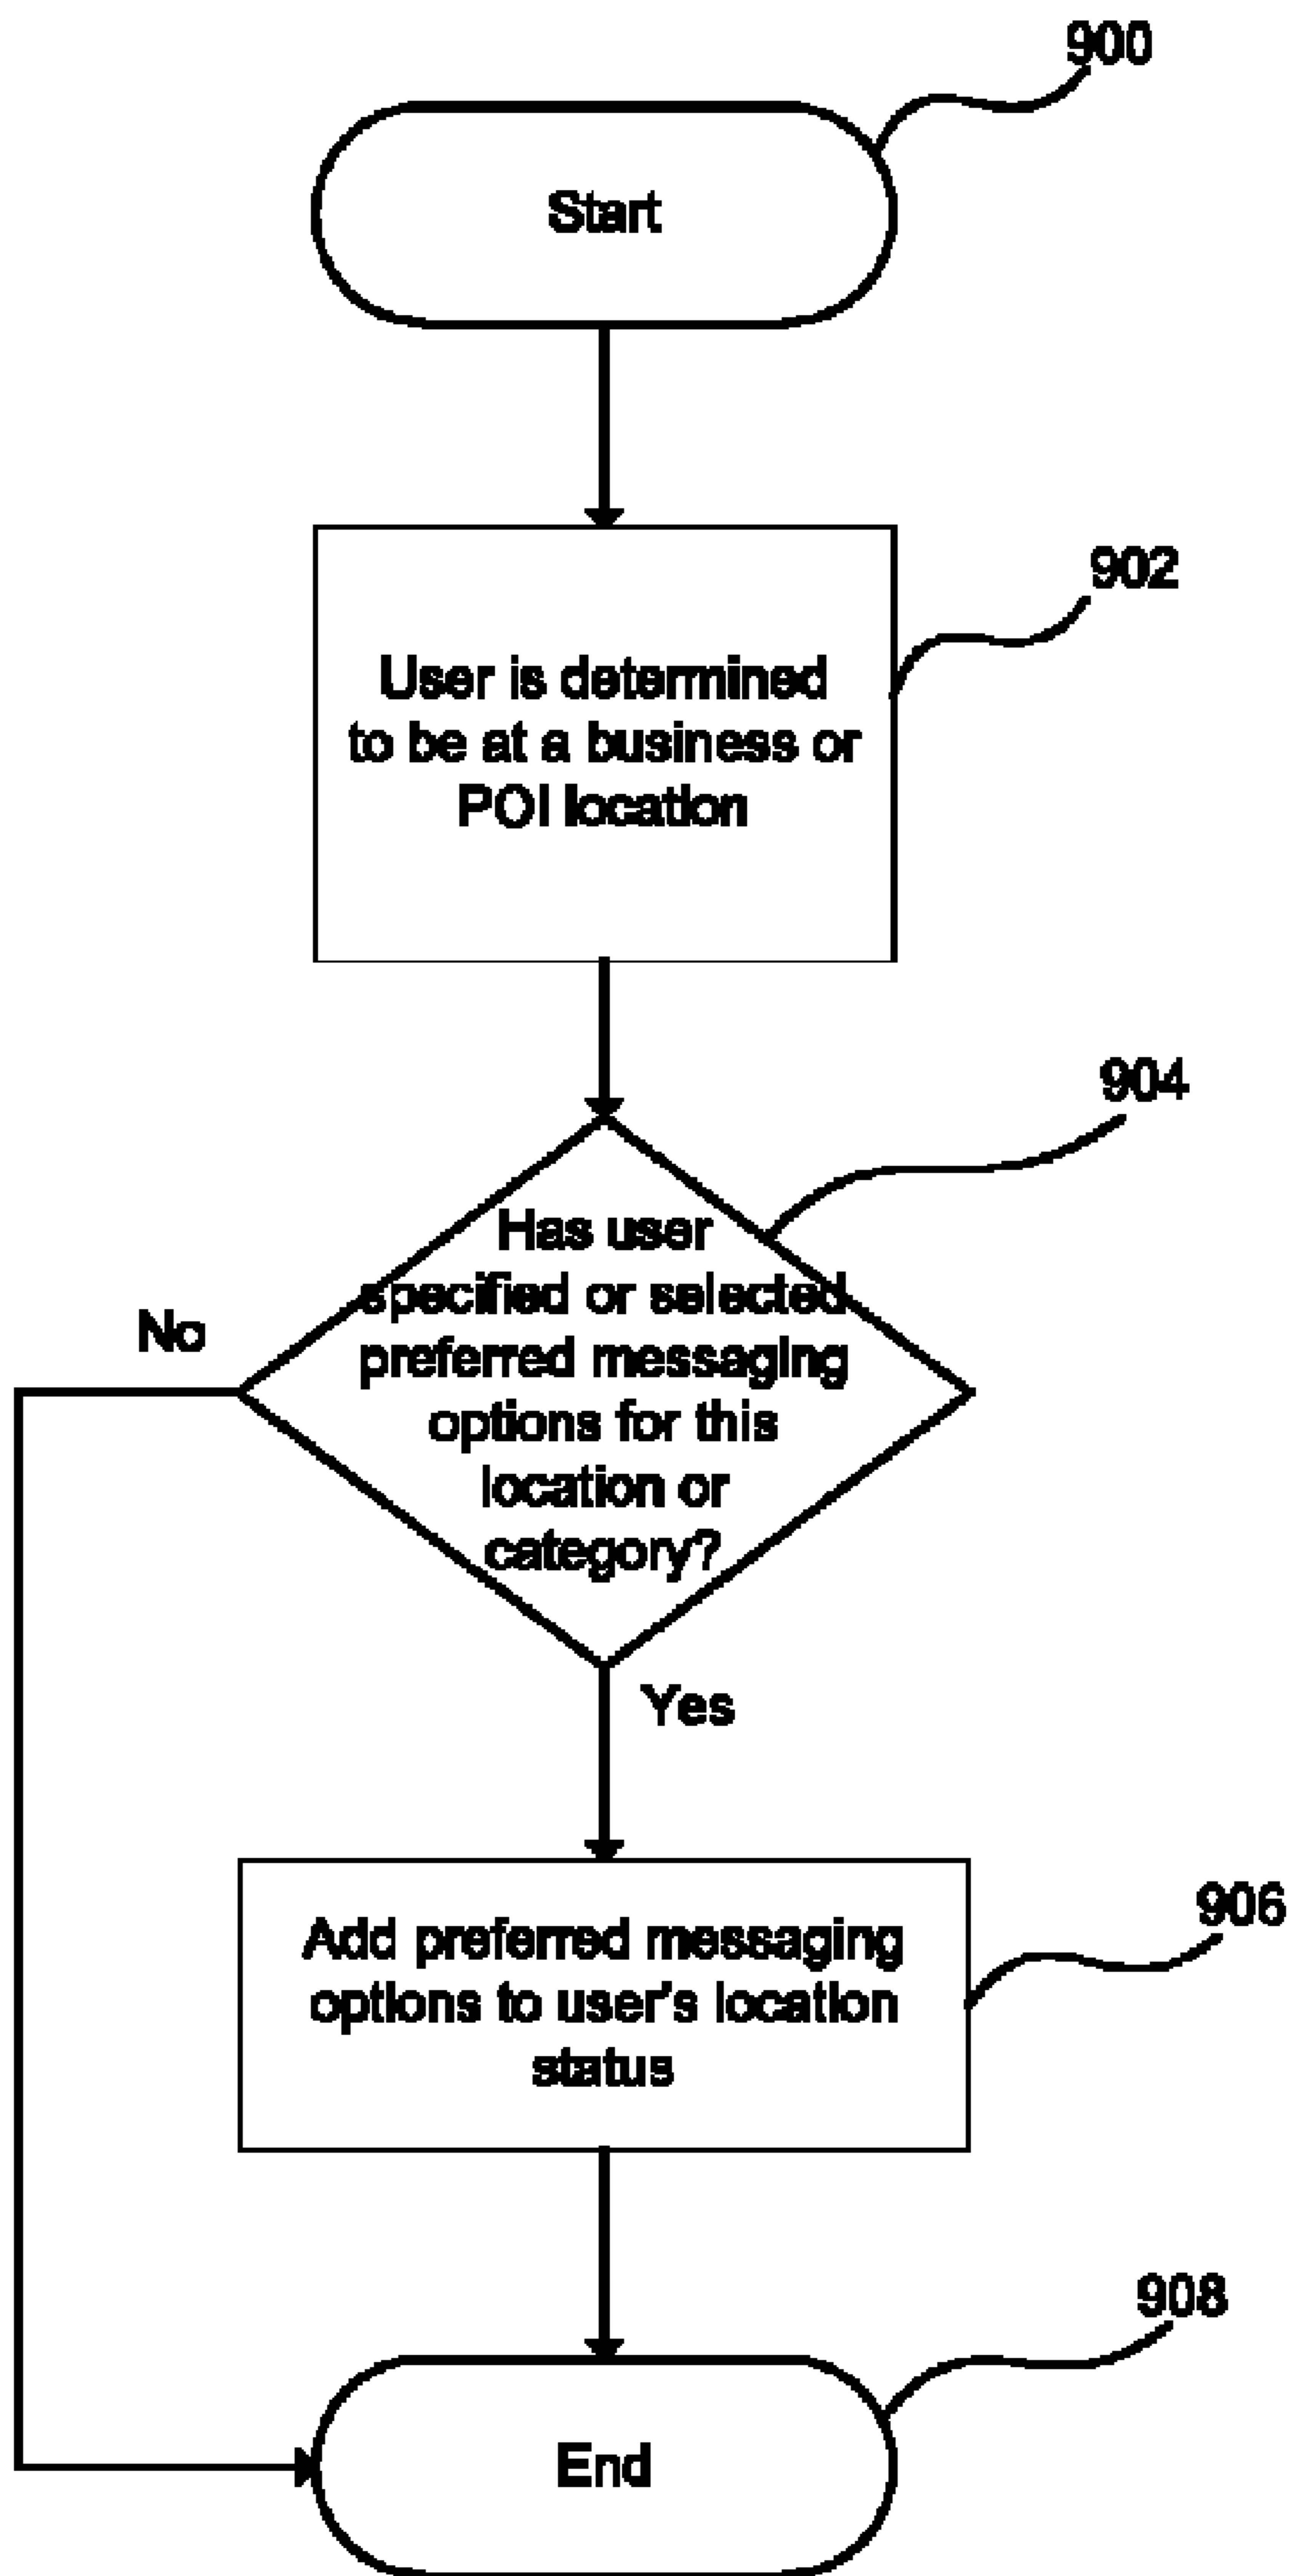 900
Start
902
User is determined
to be at a business or
POI location
904
Has user
specified or selected
preferred messaging
options for this
location or
category?
No
Yes
906
Add preferred messaging
options to user's location
status
908
End